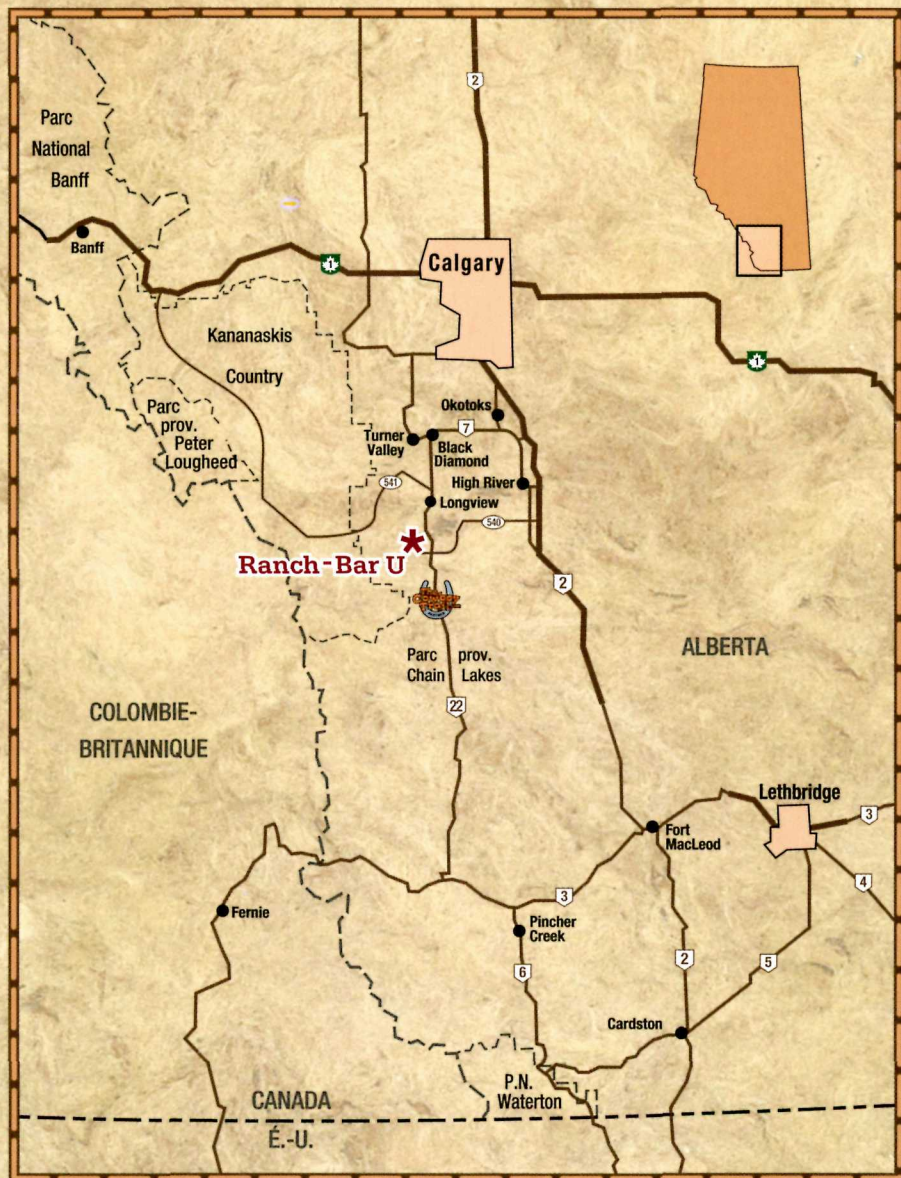 2
Parc
National
Banff
Banff
1
Calgary
Kananaskis
Country
1
Parc
prov.
Peter
Lougheed
Okotoks
7
Turner
Valley
Black
Diamond
High River
541
Longview
540
Ranch-Bar U
2
ALBERTA
Parc prov.
Chain Lakes
22
COLOMBIE-
BRITANNIQUE
Lethbridge
3
Fort
MacLeod
4
3
Fernie
Pincher
Creek
6
2
5
Cardston
P.N.
Waterton
CANADA
É.-U.